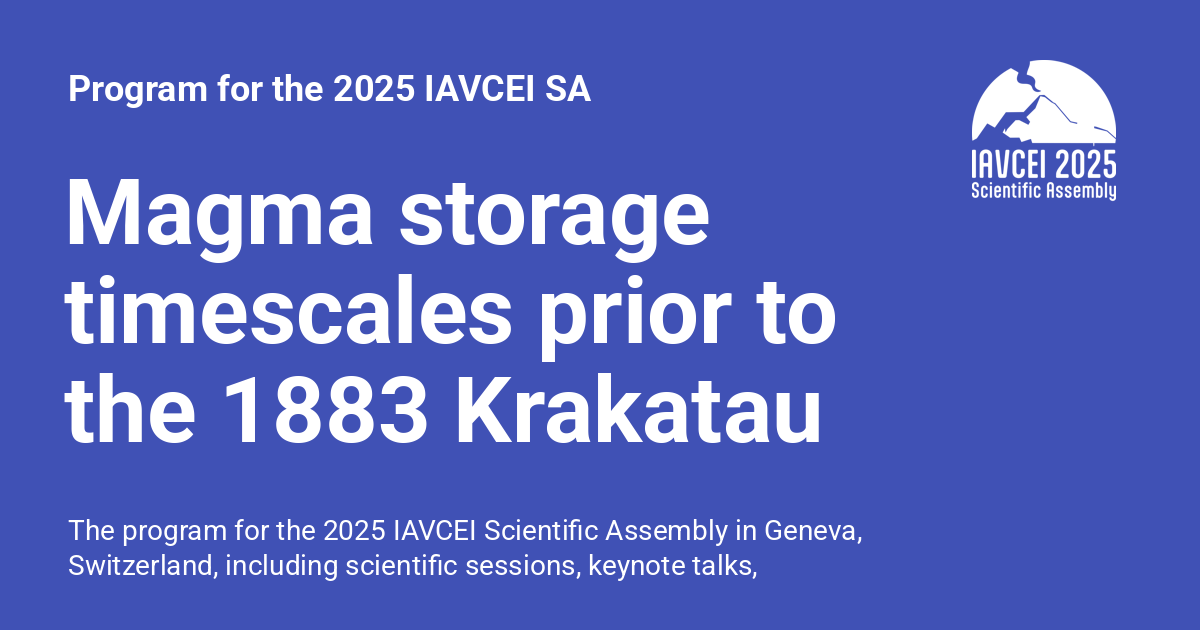 Program for the 2025 IAVCEI SA
IAVCEI 2025
Scientific Assembly
Magma storage
timescales prior to
the 1883 Krakatau
The program for the 2025 IAVCEI Scientific Assembly in Geneva,
Switzerland, including scientific sessions, keynote talks,